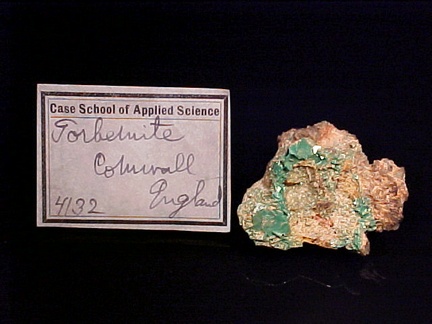 Case School of Applied Science
Torbernite
Cornwall
England
4132